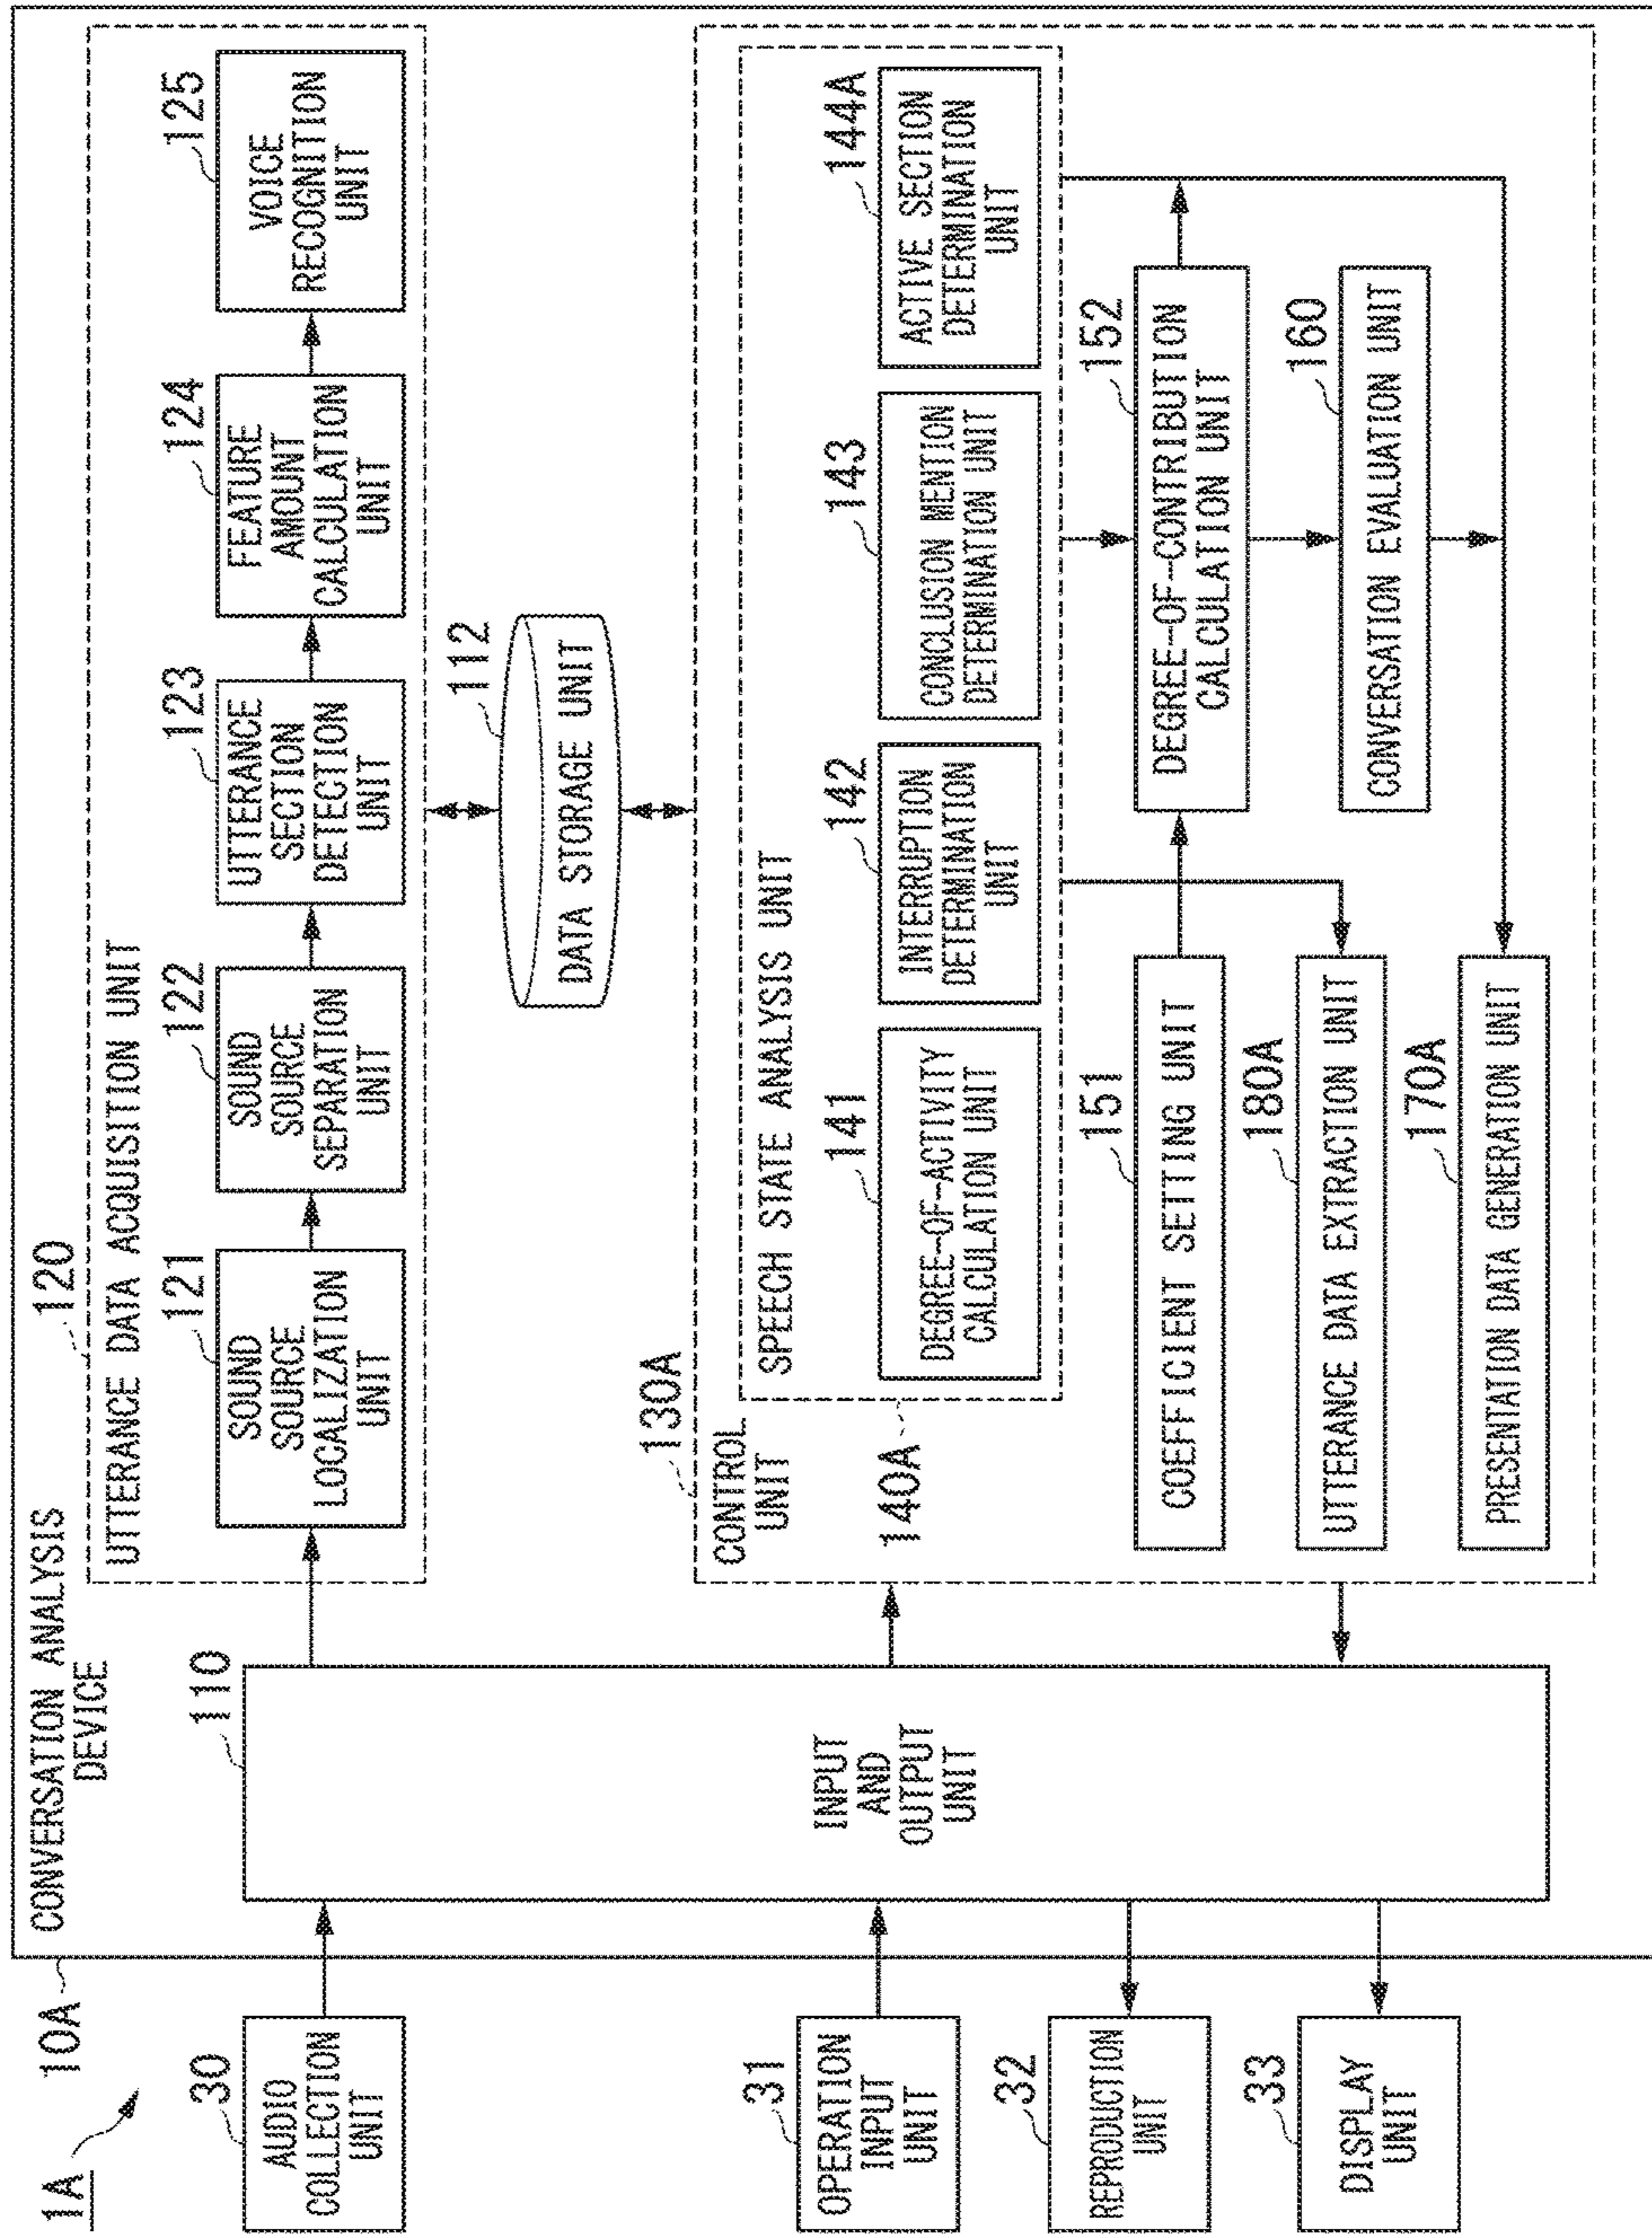 1A
10A
CONVERSATION ANALYSIS
DEVICE
30
AUDIO
COLLECTION
UNIT
31
OPERATION
INPUT
UNIT
32
REPRODUCTION
UNIT
33
DISPLAY
UNIT
110
INPUT
AND
OUTPUT
UNIT
120
UTTERANCE DATA ACQUISITION UNIT
121
SOUND
SOURCE
LOCALIZATION
UNIT
122
SOUND
SOURCE
SEPARATION
UNIT
123
UTTERANCE
SECTION
DETECTION
UNIT
124
FEATURE
AMOUNT
CALCULATION
UNIT
125
VOICE
RECOGNITION
UNIT
112
DATA STORAGE UNIT
130A
CONTROL
UNIT
140A
SPEECH STATE ANALYSIS UNIT
141
DEGREE-OF-ACTIVITY
CALCULATION UNIT
142
INTERRUPTION
DETERMINATION
UNIT
143
CONCLUSION MENTION
DETERMINATION UNIT
144A
ACTIVE SECTION
DETERMINATION
UNIT
151
COEFFICIENT SETTING UNIT
152
DEGREE-OF-CONTRIBUTION
CALCULATION UNIT
180A
UTTERANCE DATA EXTRACTION UNIT
160
CONVERSATION EVALUATION UNIT
170A
PRESENTATION DATA GENERATION UNIT